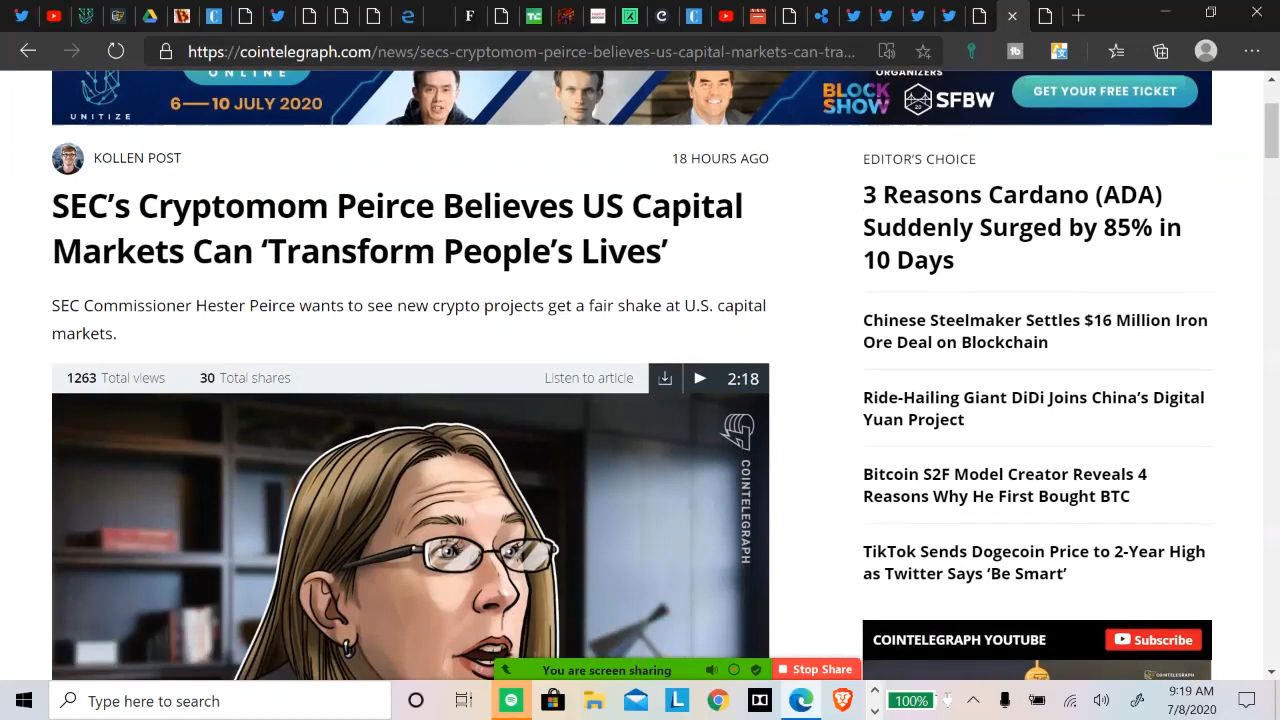 https://cointelegraph.com/news/secs-cryptomom-peirce-believes-us-capital-markets-can-tra...
ONLINE
6—10 JULY 2020
UNITIZE
ORGANIZERS
BLOCK
SHOW
SFBW
GET YOUR FREE TICKET
KOLLEN POST
18 HOURS AGO
SEC’s Cryptomom Peirce Believes US Capital
Markets Can ‘Transform People’s Lives’
SEC Commissioner Hester Peirce wants to see new crypto projects get a fair shake at U.S. capital
markets.
1263 Total views
30 Total shares
Listen to article
2:18
COINTELEGRAPH
EDITOR’S CHOICE
3 Reasons Cardano (ADA)
Suddenly Surged by 85% in
10 Days
Chinese Steelmaker Settles $16 Million Iron
Ore Deal on Blockchain
Ride-Hailing Giant DiDi Joins China’s Digital
Yuan Project
Bitcoin S2F Model Creator Reveals 4
Reasons Why He First Bought BTC
TikTok Sends Dogecoin Price to 2-Year High
as Twitter Says ‘Be Smart’
COINTELEGRAPH YOUTUBE
Subscribe
COINTELEGRAPH
You are screen sharing
Stop Share
Type here to search
100%
9:19 AM
7/8/2020